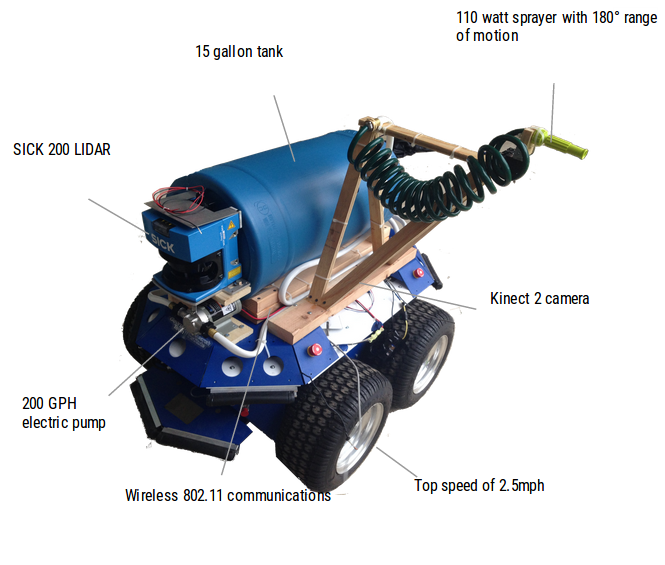 110 watt sprayer with 180° range
of motion
15 gallon tank
SICK 200 LIDAR
SICK
Kinect 2 camera
200 GPH
electric pump
Top speed of 2.5mph
Wireless 802.11 communications